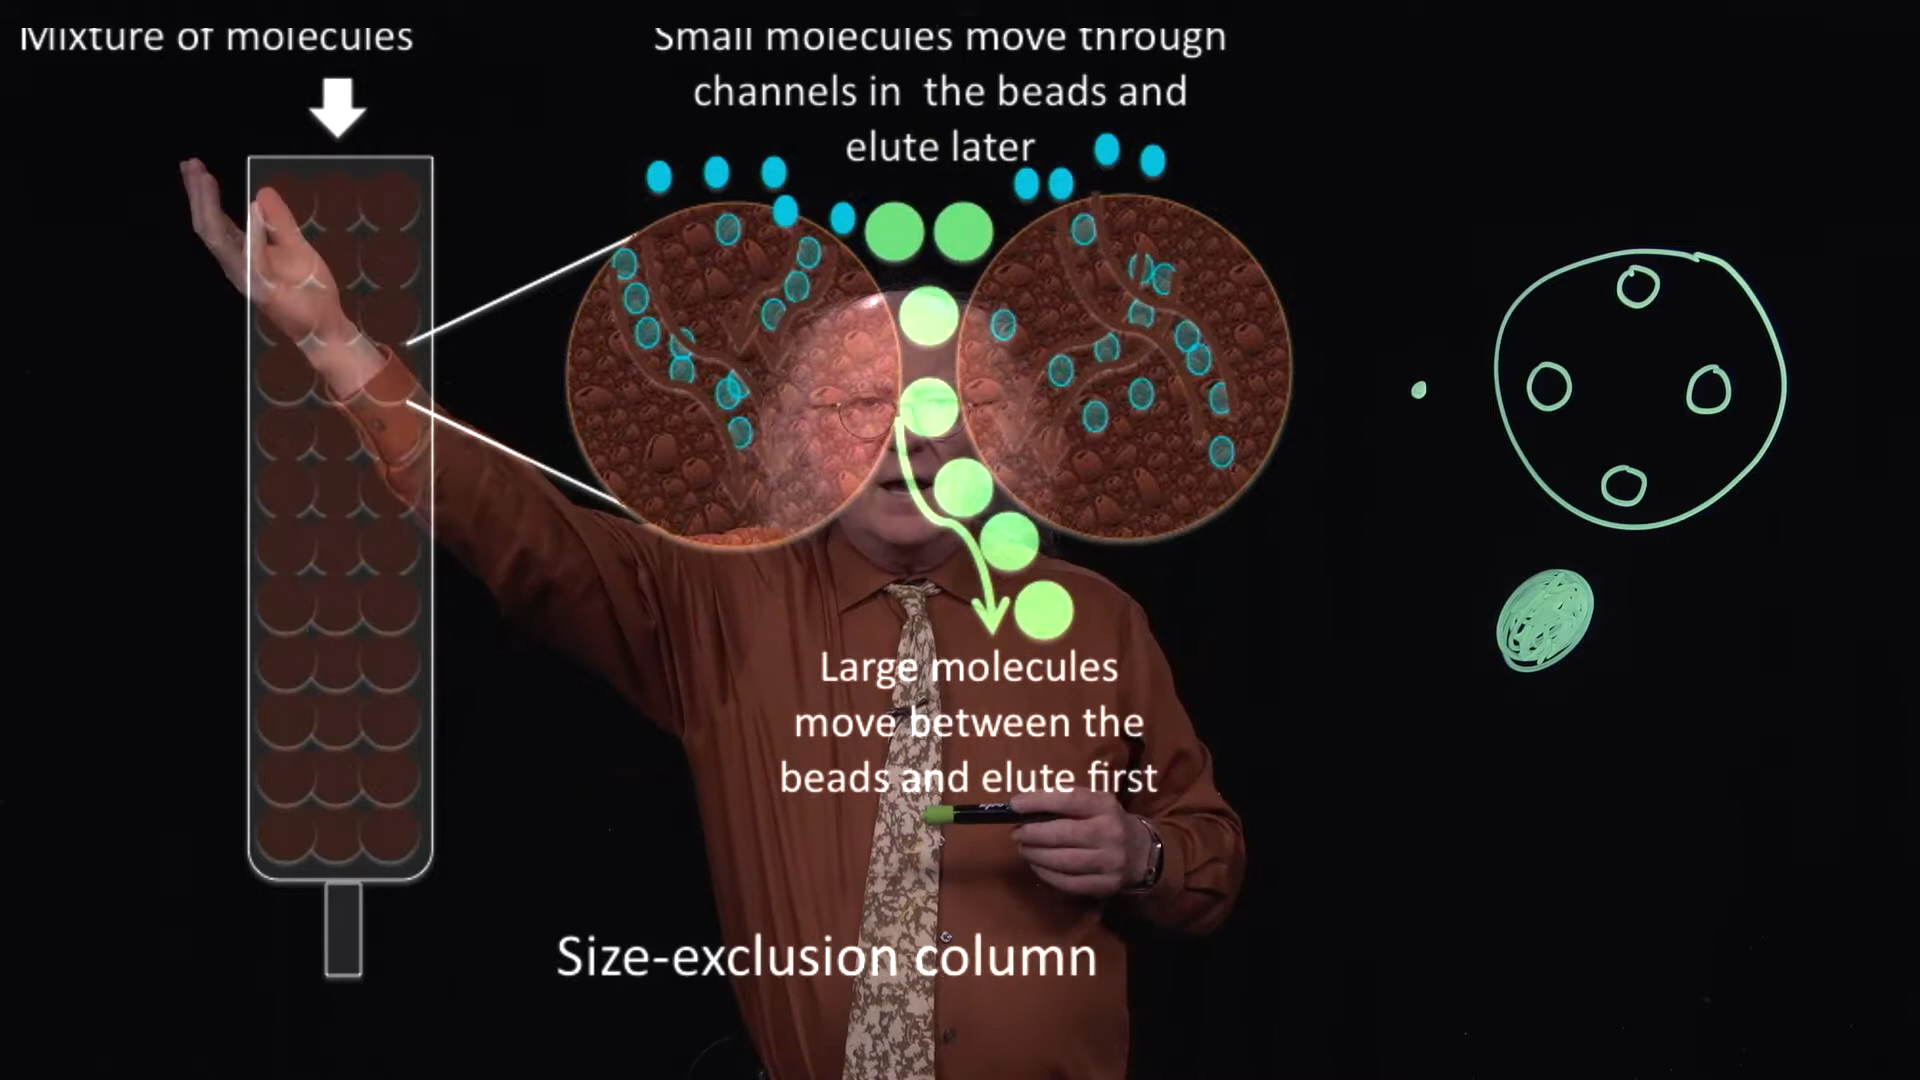 Mixture of molecules
Small molecules move through
channels in the beads and
elute later
Large molecules
move between the
beads and elute first
Size-exclusion column